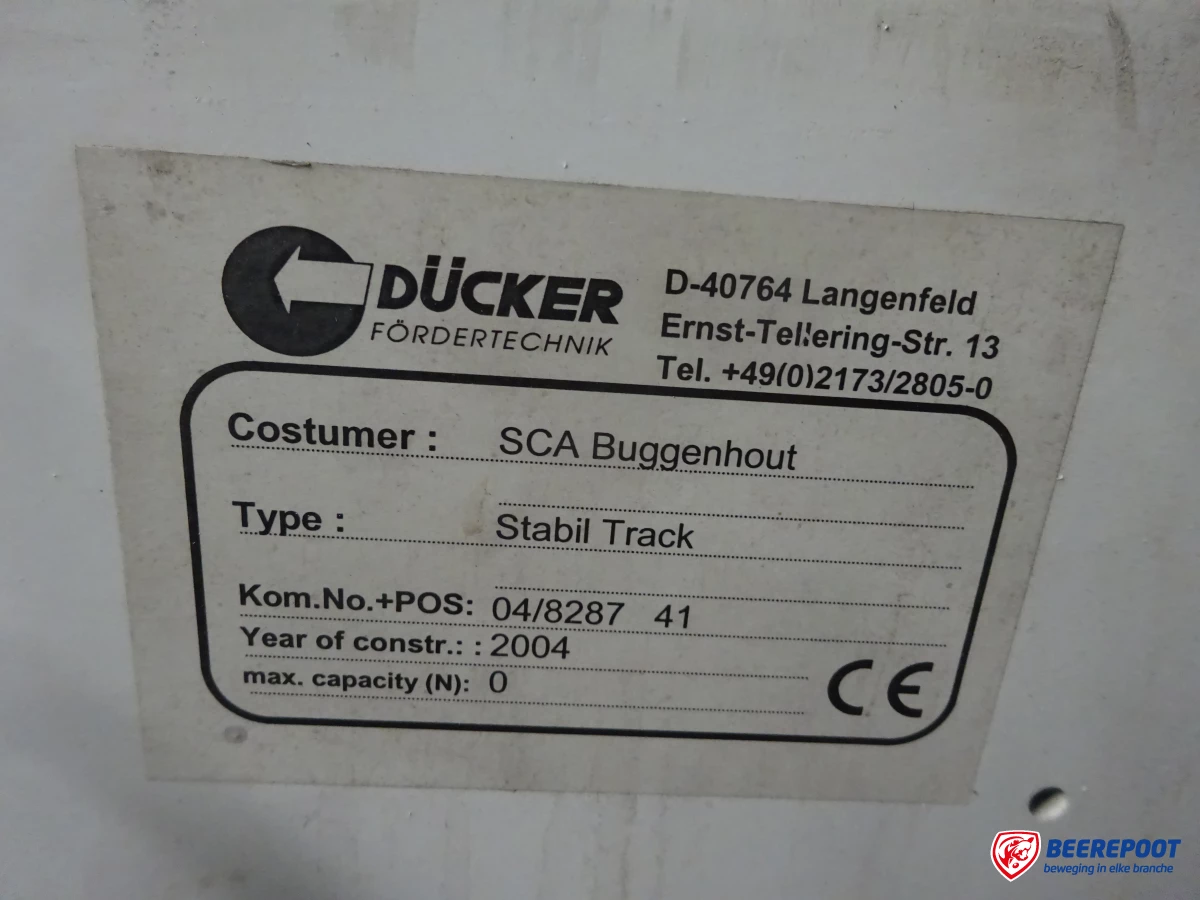 DÜCKER
FÖRDERTECHNIK
D-40764 Langenfeld
Ernst-Tellering-Str. 13
Tel. +49(0)2173/2805-0
Costumer : SCA Buggenhout
Type : Stabil Track
Kom.No.+POS: 04/8287 41
Year of constr.: : 2004
max. capacity (N): 0
CE
BEEREPOOT
beweging in elke branche